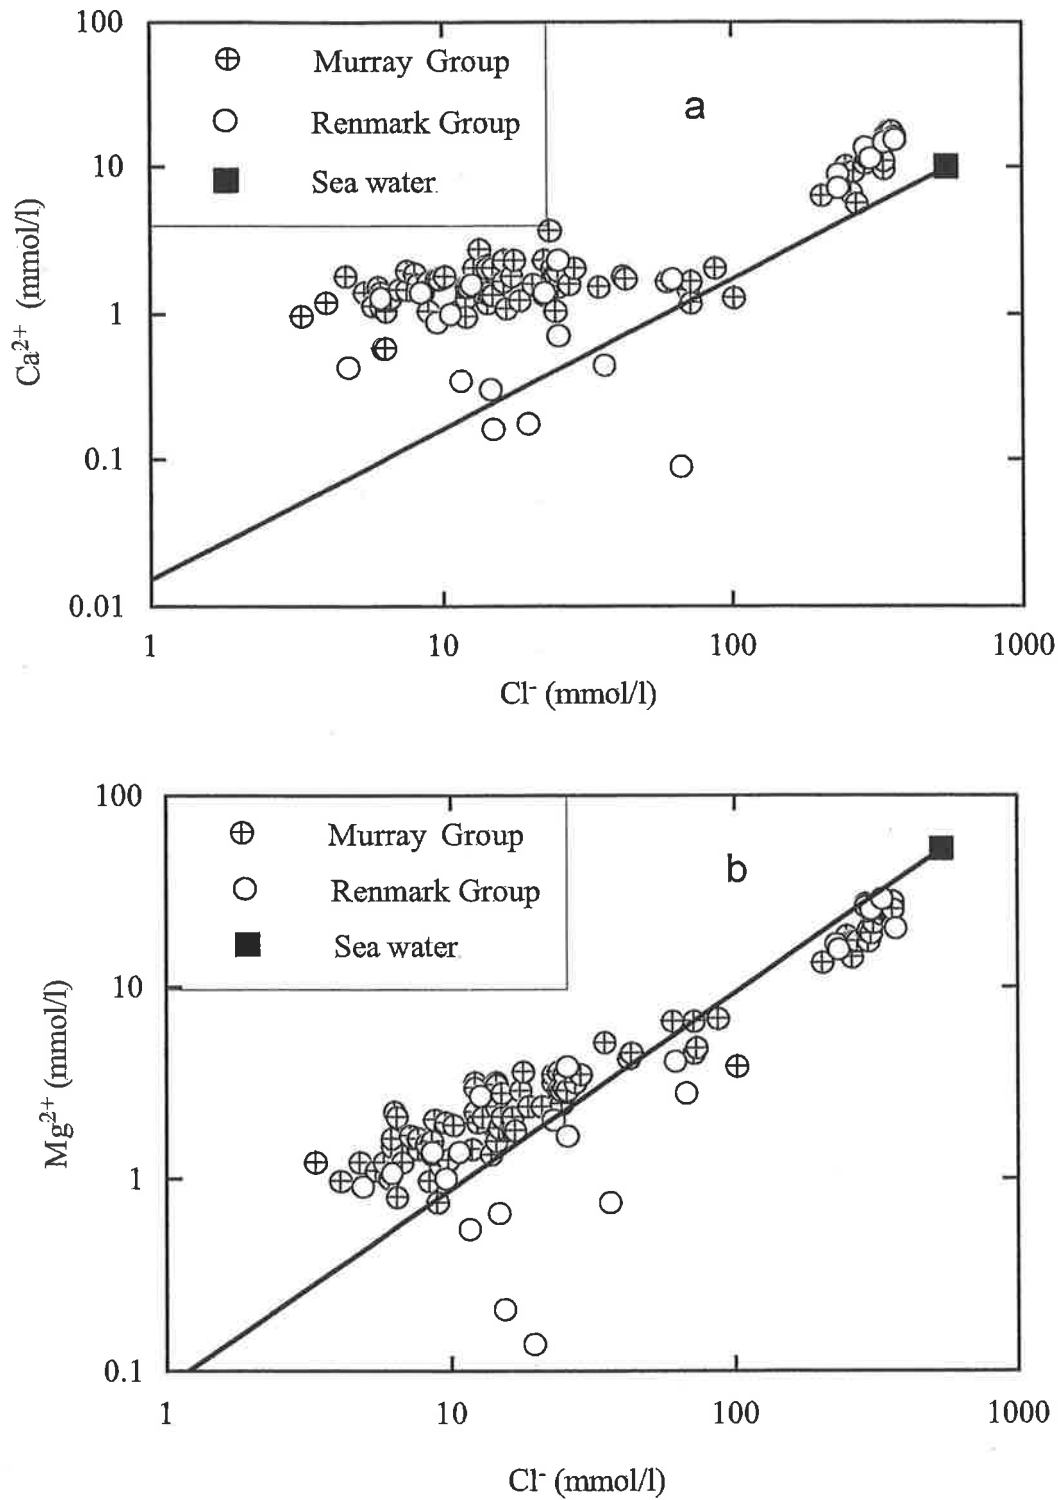 100
Murray Group
a
Renmark Group
10
Sea water
Ca²⁺ (mmol/l)
1
0.1
0.01
1 10 100 1000
Cl⁻ (mmol/l)
100
Murray Group
b
Renmark Group
Sea water
10
Mg²⁺ (mmol/l)
1
0.1
1 10 100 1000
Cl⁻ (mmol/l)